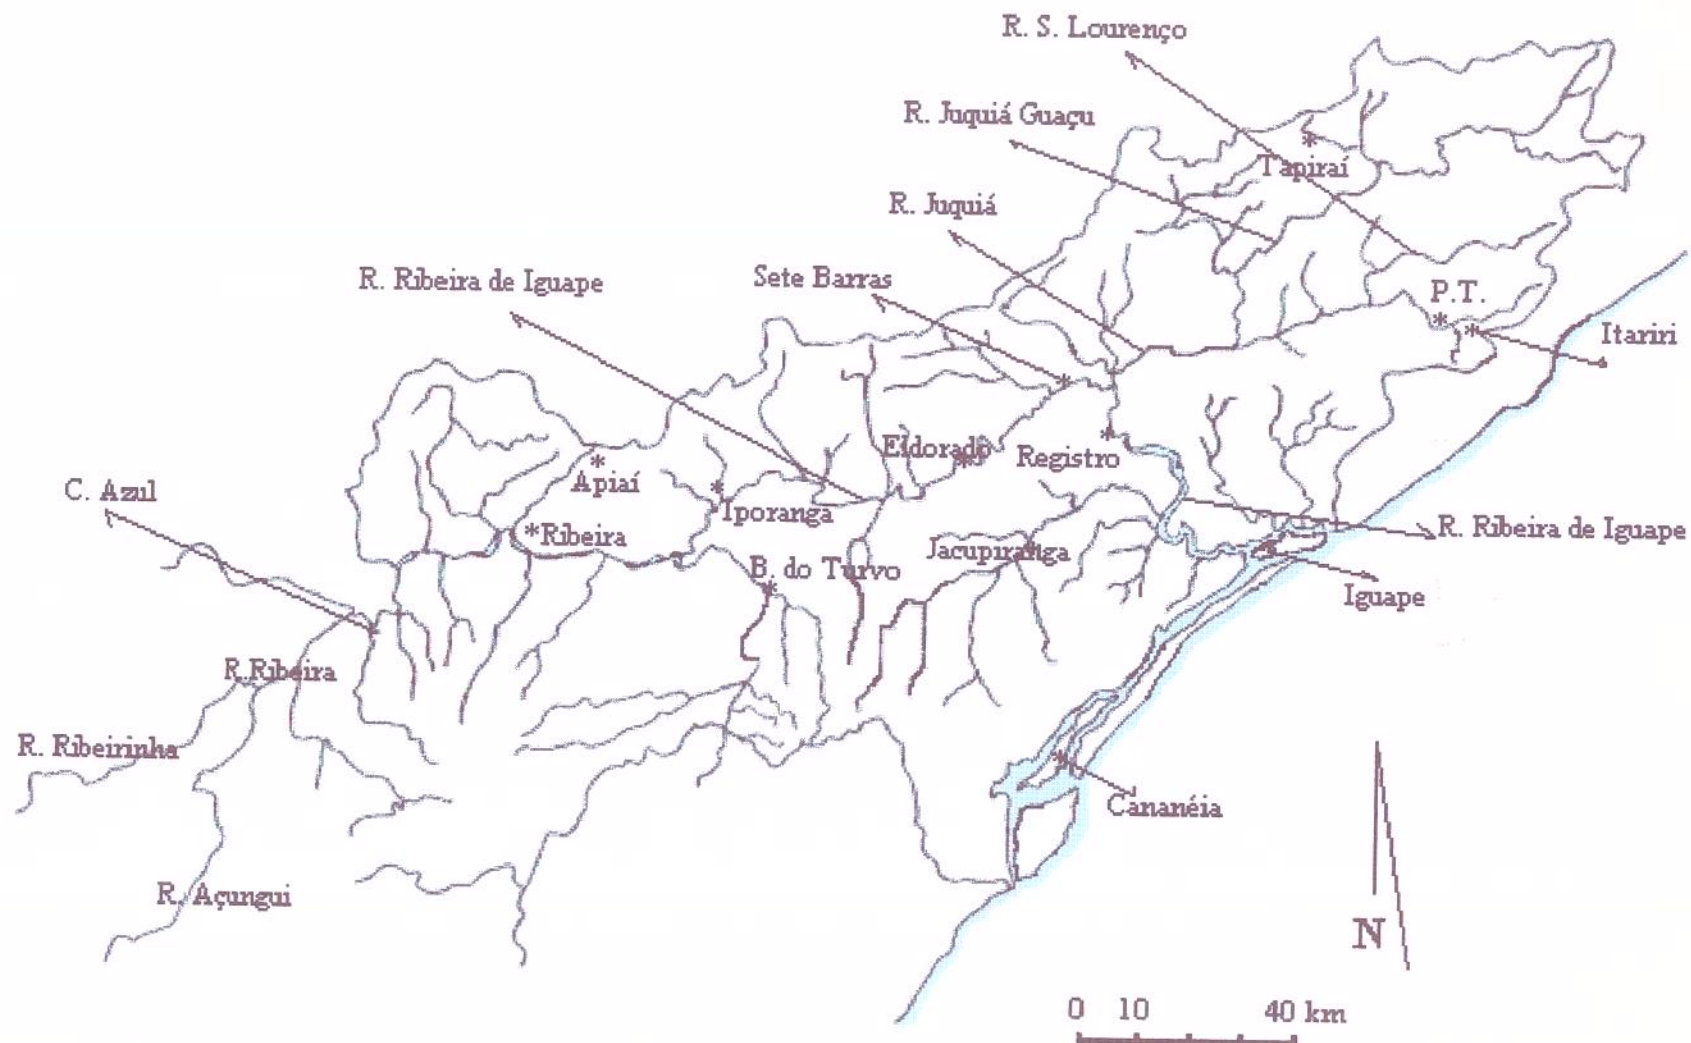 R. S. Lourenço
R. Juquiá Guaçu
Tapiraí
R. Juquiá
R. Ribeira de Iguape
Sete Barras
P.T.
Itariri
Eldorado
Registro
C. Azul
Apiaí
Iporanga
Ribeira
R. Ribeira de Iguape
Jacupiranga
B. do Turvo
Iguape
R.Ribeira
R. Ribeirinha
Cananéia
R. Açungui
N
0 10 40 km